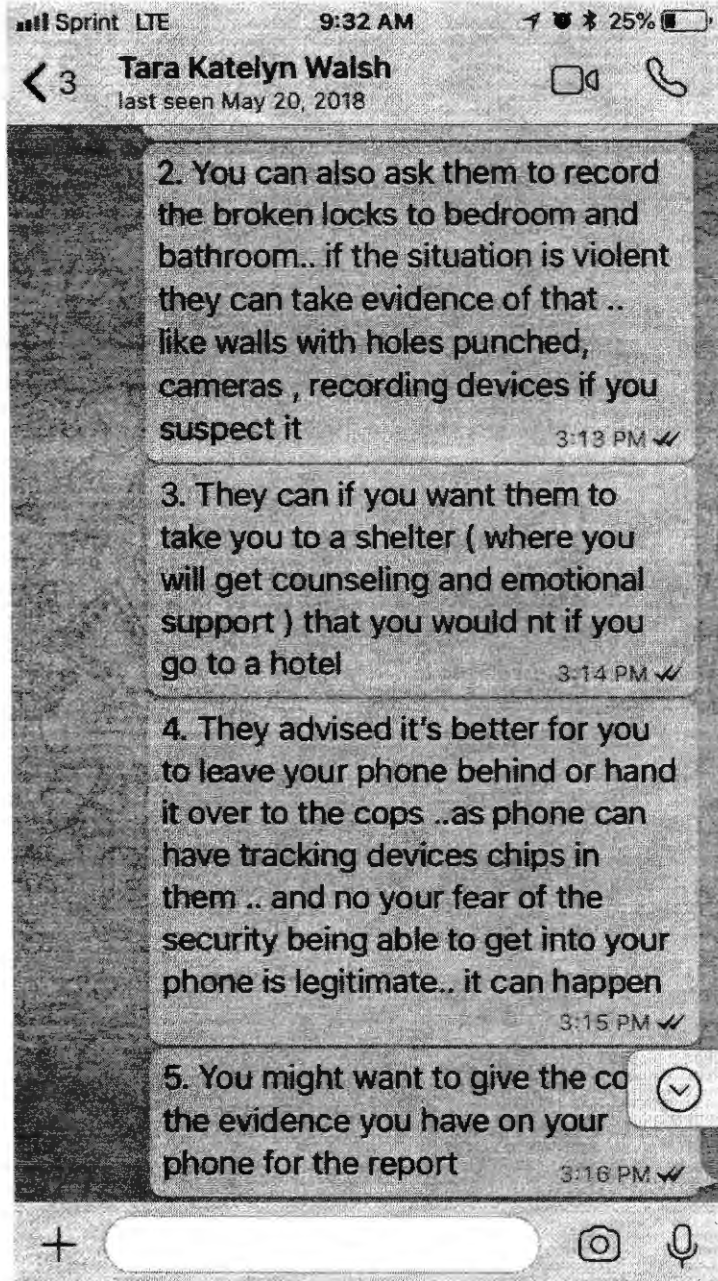 Sprint LTE 9:32 AM 25%
3 Tara Katelyn Walsh
last seen May 20, 2018
2. You can also ask them to record
the broken locks to bedroom and
bathroom.. if the situation is violent
they can take evidence of that ..
like walls with holes punched,
cameras , recording devices if you
suspect it 3:13 PM
3. They can if you want them to
take you to a shelter ( where you
will get counseling and emotional
support ) that you would nt if you
go to a hotel 3:14 PM
4. They advised it's better for you
to leave your phone behind or hand
it over to the cops ..as phone can
have tracking devices chips in
them .. and no your fear of the
security being able to get into your
phone is legitimate.. it can happen
3:15 PM
5. You might want to give the co
the evidence you have on your
phone for the report 3:16 PM